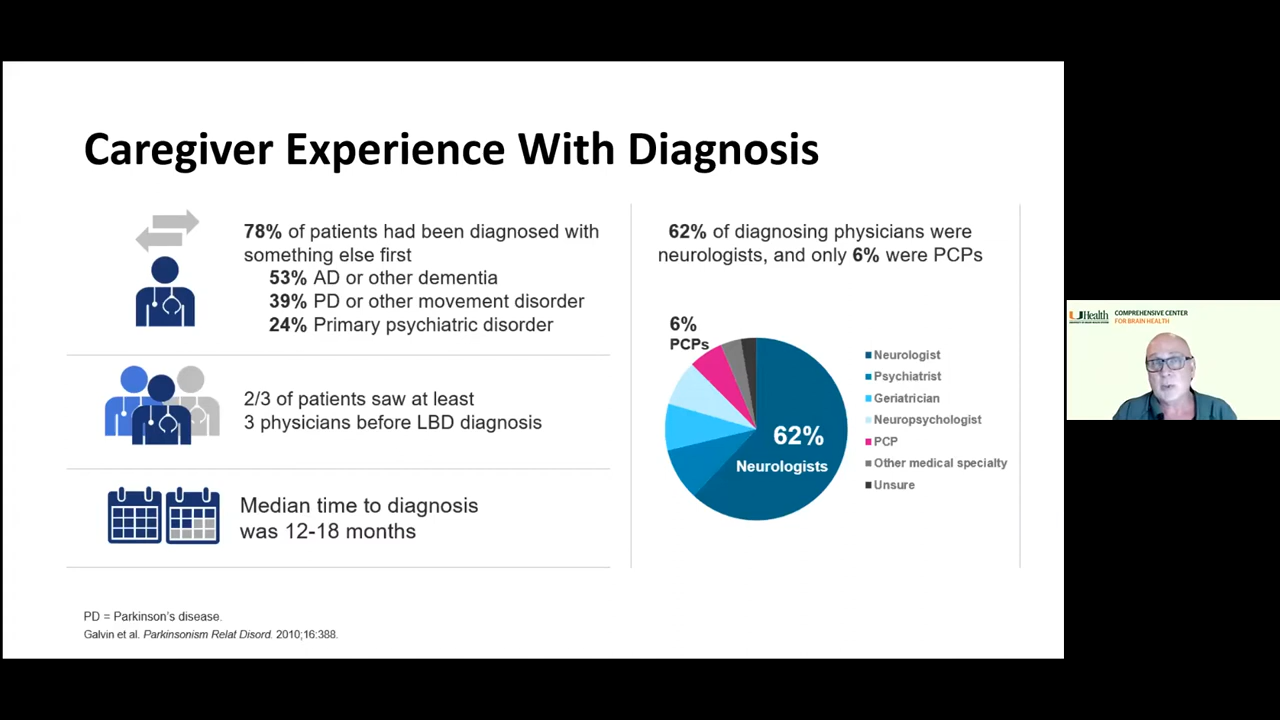 Caregiver Experience With Diagnosis
78% of patients had been diagnosed with
something else first
53% AD or other dementia
39% PD or other movement disorder
24% Primary psychiatric disorder
2/3 of patients saw at least
3 physicians before LBD diagnosis
Median time to diagnosis
was 12-18 months
62% of diagnosing physicians were
neurologists, and only 6% were PCPs
6%
PCPs
62%
Neurologists
Neurologist
Psychiatrist
Geriatrician
Neuropsychologist
PCP
Other medical specialty
Unsure
PD = Parkinson's disease.
Galvin et al. Parkinsonism Relat Disord. 2010;16:388.
UHealth
COMPREHENSIVE CENTER
FOR BRAIN HEALTH